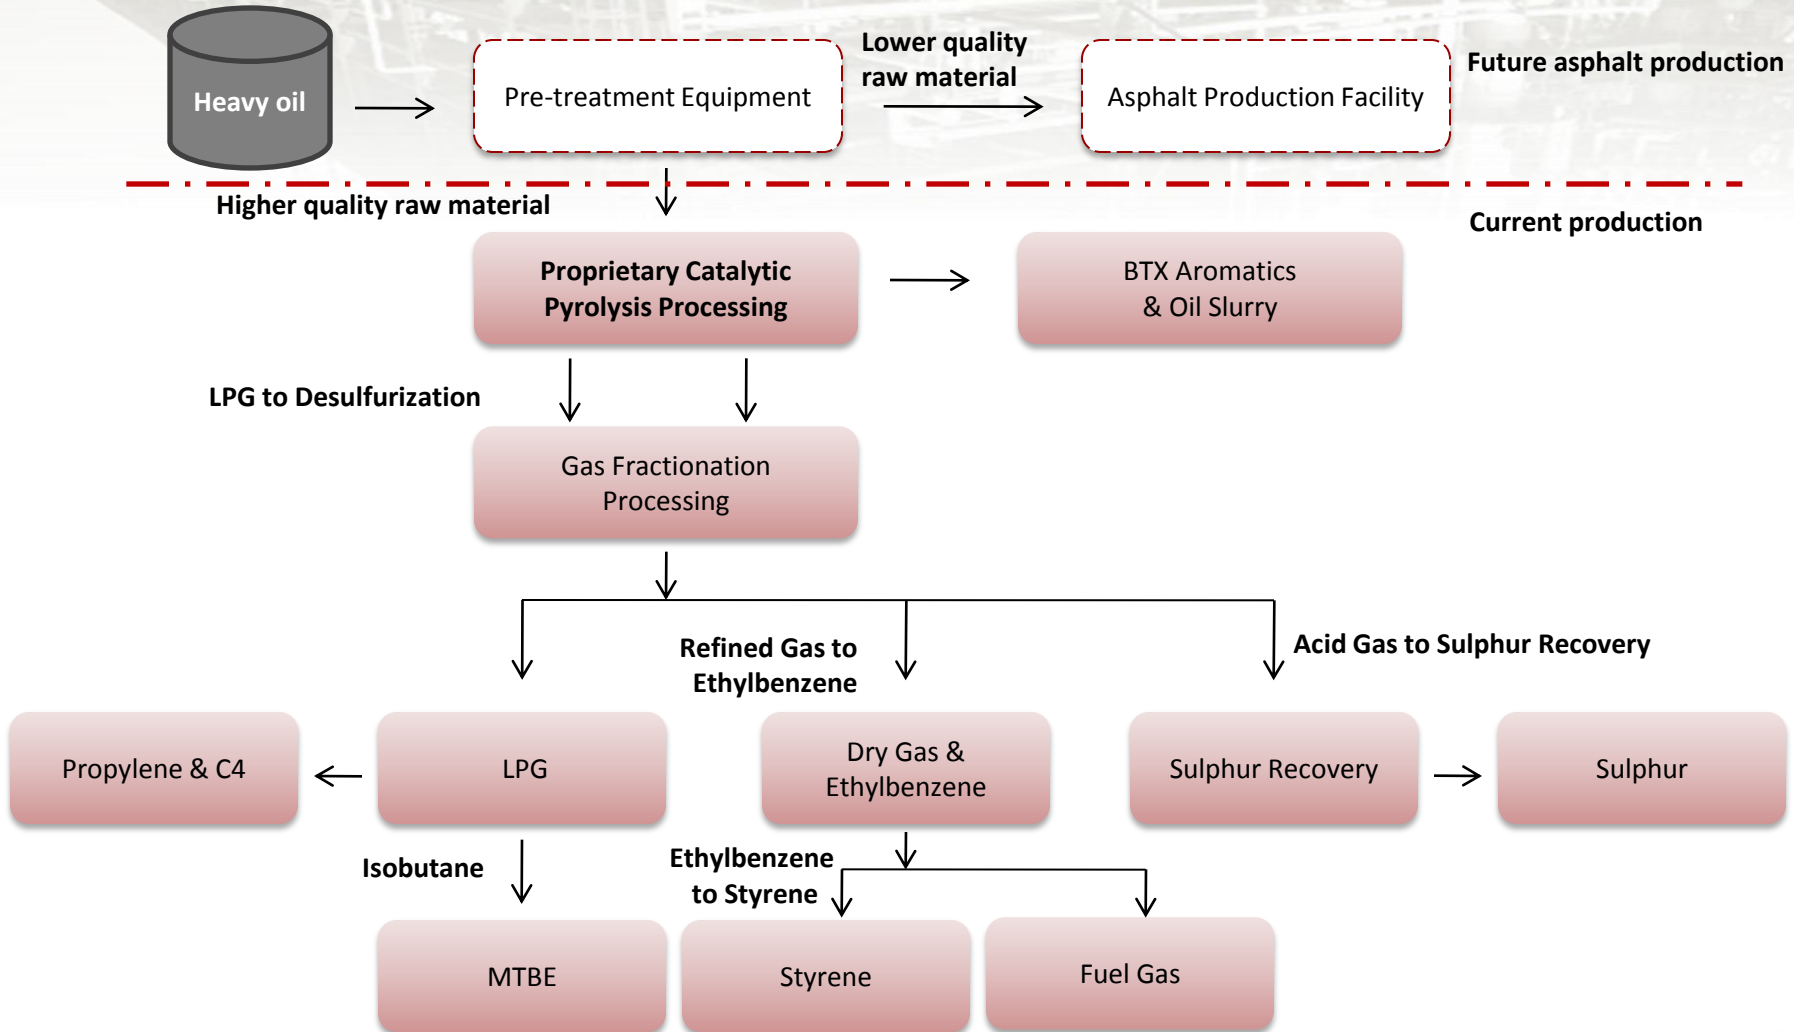 Heavy oil
Pre-treatment Equipment
Lower quality
raw material
Asphalt Production Facility
Future asphalt production
Higher quality raw material
Current production
Proprietary Catalytic
Pyrolysis Processing
BTX Aromatics
& Oil Slurry
LPG to Desulfurization
Gas Fractionation
Processing
Refined Gas to
Ethylbenzene
Acid Gas to Sulphur Recovery
Propylene & C4
LPG
Dry Gas &
Ethylbenzene
Sulphur Recovery
Sulphur
Isobutane
Ethylbenzene
to Styrene
MTBE
Styrene
Fuel Gas